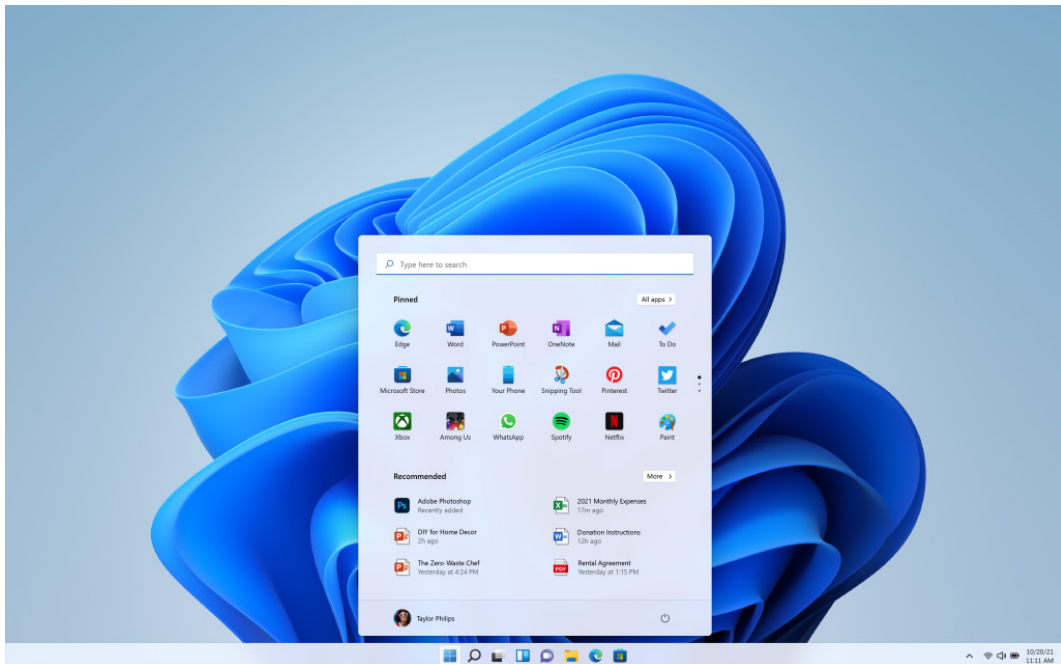 Type here to search
Pinned
All apps >
Edge
Word
PowerPoint
OneNote
Mail
To Do
Microsoft Store
Photos
Your Phone
Snipping Tool
Pinterest
Twitter
Xbox
Among Us
WhatsApp
Spotify
Netflix
Paint
Recommended
More >
Adobe Photoshop
Recently added
2021 Monthly Expenses
17m ago
DIY for Home Decor
2h ago
Donation Instructions
12h ago
The Zero-Waste Chef
Yesterday at 4:24 PM
Rental Agreement
Yesterday at 1:15 PM
Taylor Philips
10/20/21
11:11 AM